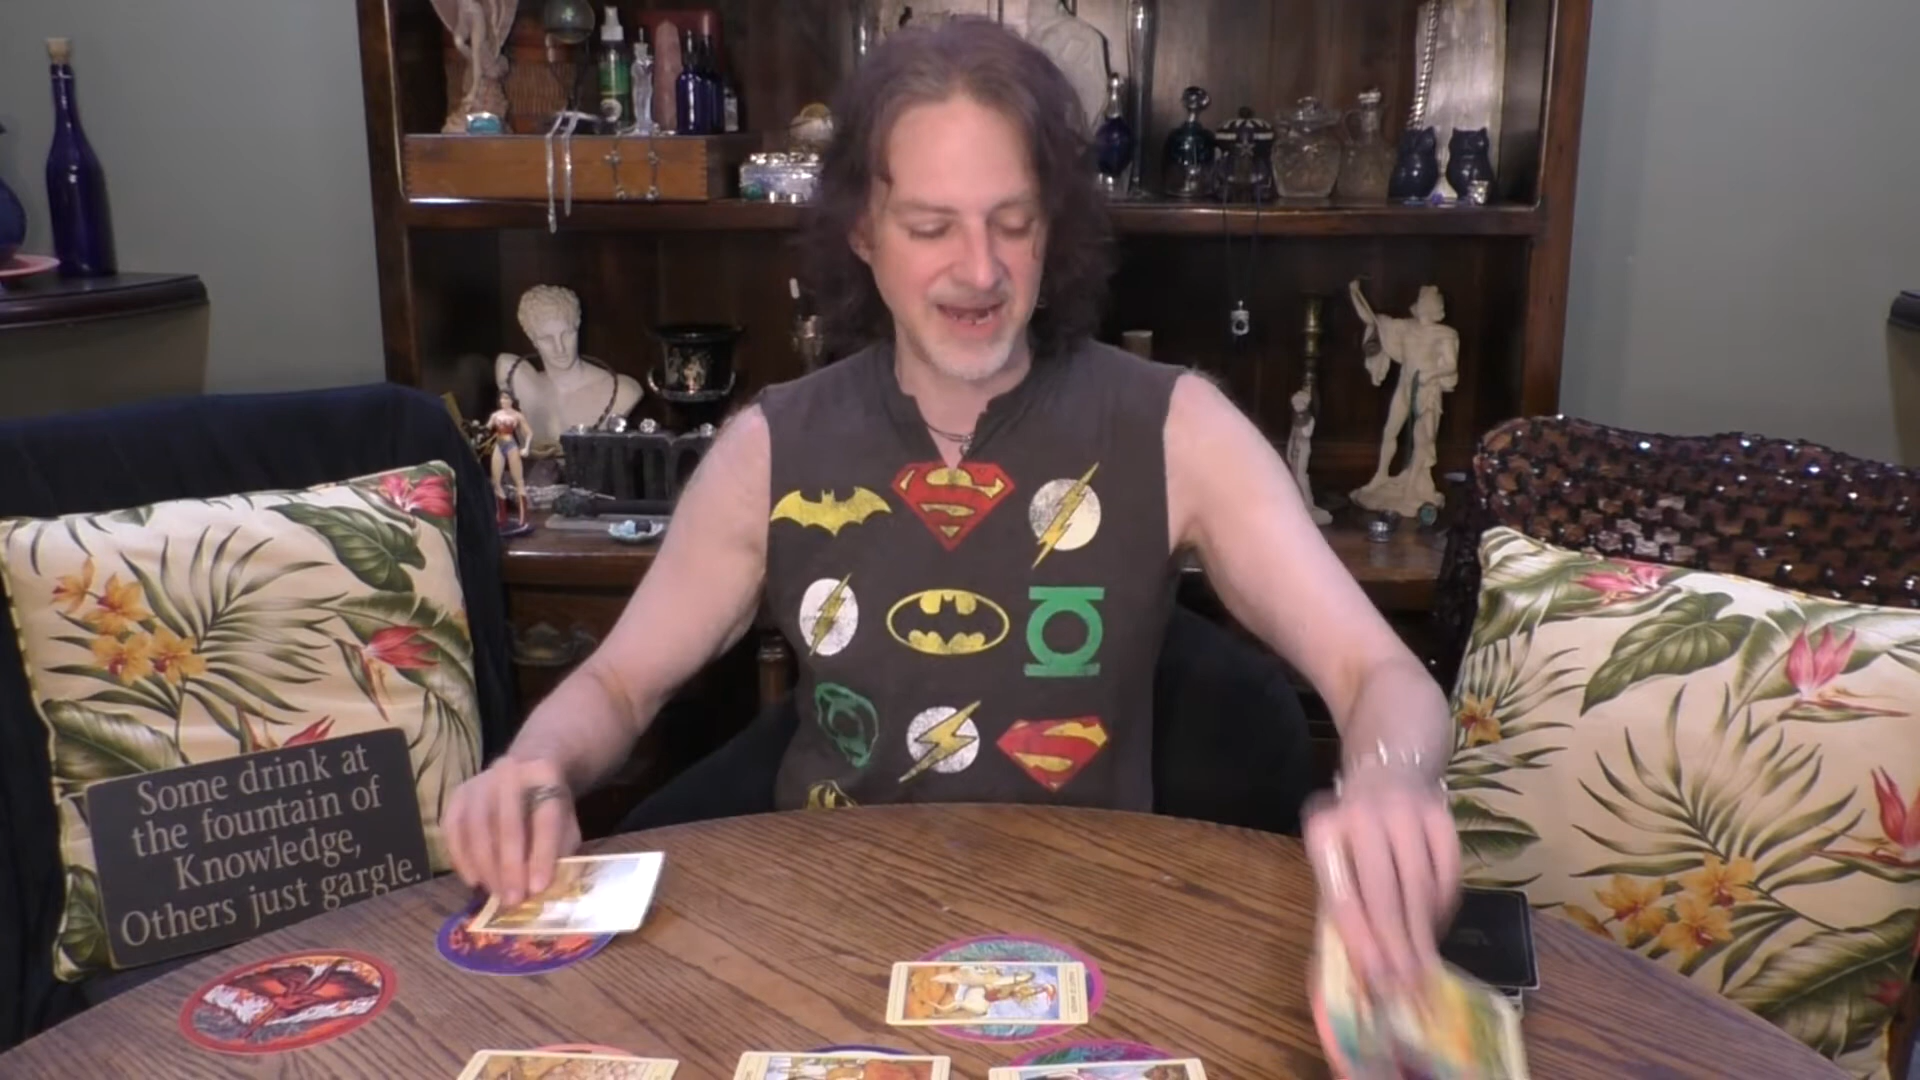 Some drink at
the fountain of
Knowledge,
Others just gargle.